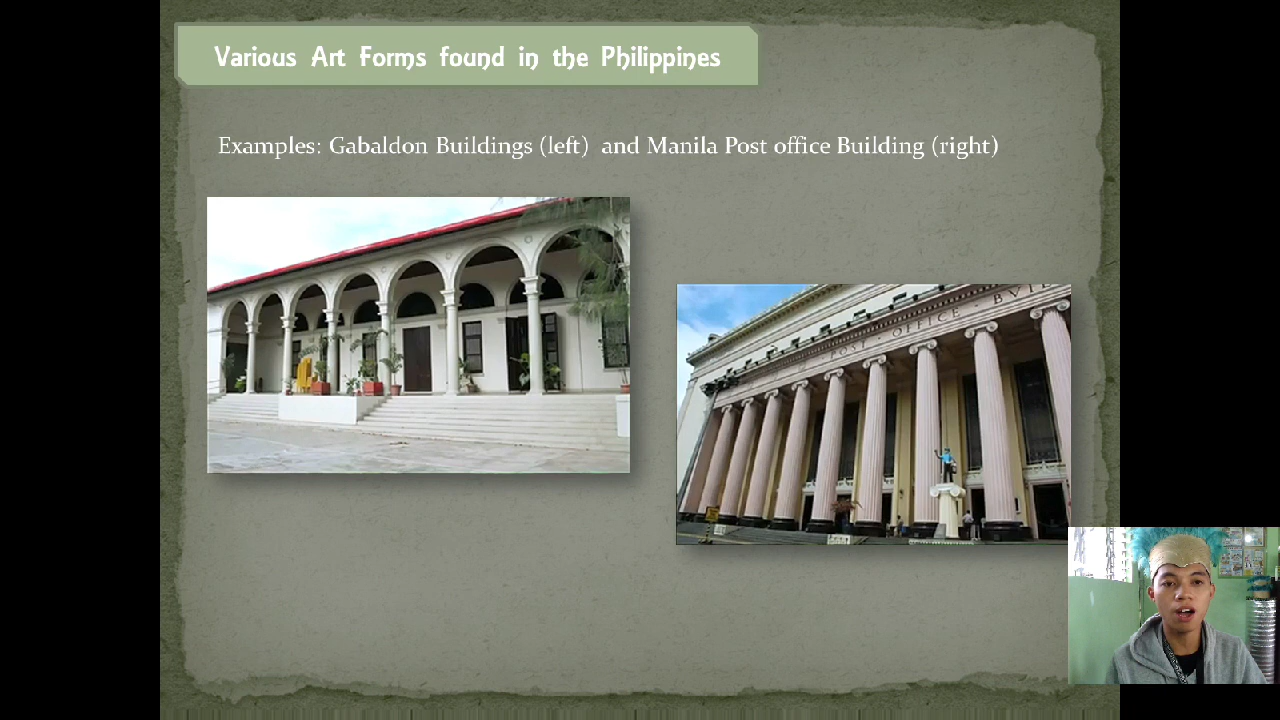 Various Art Forms found in the Philippines
Examples: Gabaldon Buildings (left) and Manila Post office Building (right)
POST · OFFICE · BVIL